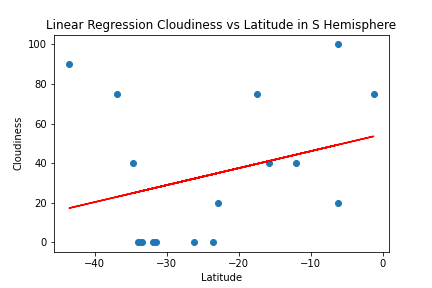 Linear Regression Cloudiness vs Latitude in S Hemisphere
100
80
60
40
20
0
Cloudiness
−40 −30 −20 −10 0
Latitude